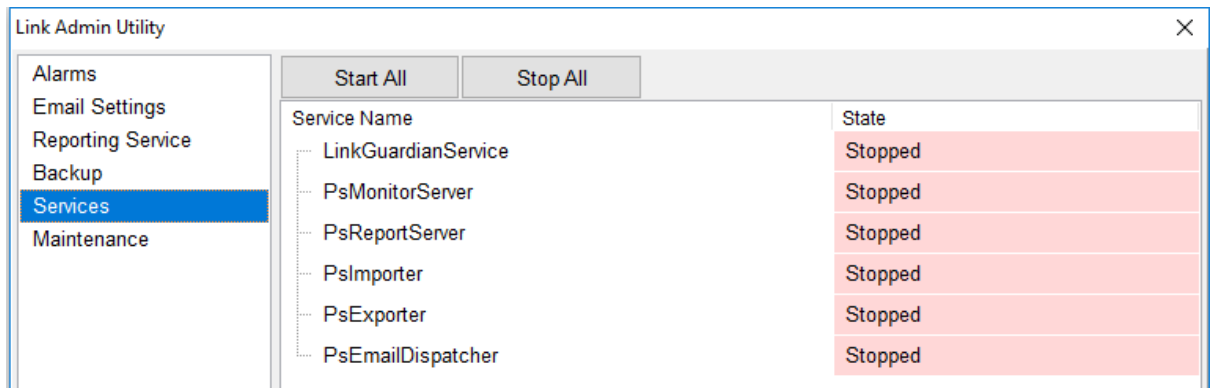 Link Admin Utility
Alarms
Email Settings
Reporting Service
Backup
Services
Maintenance
Start All Stop All
Service Name State
LinkGuardianService Stopped
PsMonitorServer Stopped
PsReportServer Stopped
PsImporter Stopped
PsExporter Stopped
PsEmailDispatcher Stopped